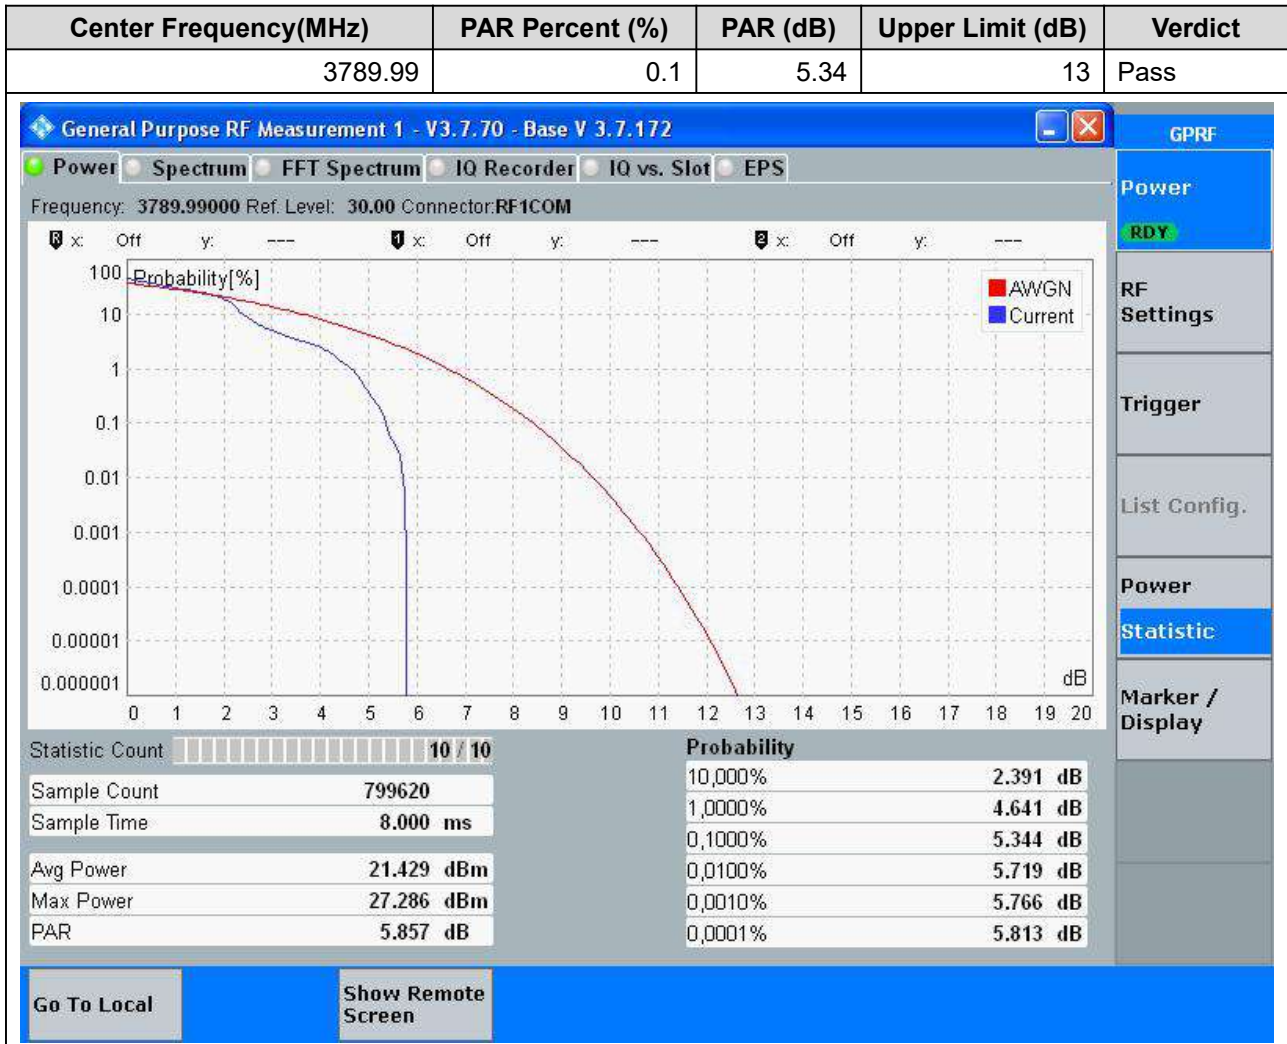 Center Frequency(MHz) PAR Percent (%) PAR (dB) Upper Limit (dB) Verdict
3789.99 0.1 5.34 13 Pass
General Purpose RF Measurement 1 - V3.7.70 - Base V 3.7.172
GPRF
Power Spectrum FFT Spectrum IQ Recorder IQ vs. Slot EPS
Frequency: 3789.99000 Ref. Level: 30.00 Connector:RF1COM
R x: Off y: --- 1 x: Off y: --- 2 x: Off y: ---
Probability[%]
100
10
1
0.1
0.01
0.001
0.0001
0.00001
0.000001
AWGN
Current
dB
0 1 2 3 4 5 6 7 8 9 10 11 12 13 14 15 16 17 18 19 20
Statistic Count 10 / 10
Sample Count 799620
Sample Time 8.000 ms
Avg Power 21.429 dBm
Max Power 27.286 dBm
PAR 5.857 dB
Probability
10,000% 2.391 dB
1,0000% 4.641 dB
0,1000% 5.344 dB
0,0100% 5.719 dB
0,0010% 5.766 dB
0,0001% 5.813 dB
Power
RDY
RF
Settings
Trigger
List Config.
Power
Statistic
Marker /
Display
Go To Local
Show Remote
Screen